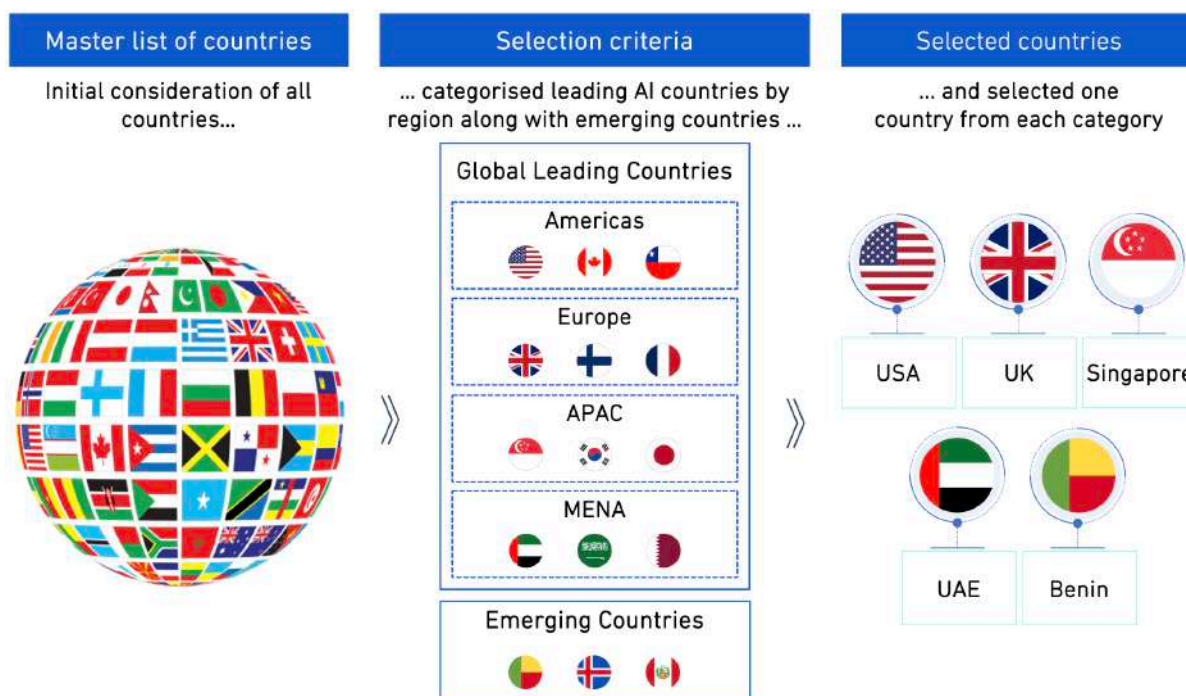 Master list of countries
Initial consideration of all
countries...
Selection criteria
... categorised leading AI countries by
region along with emerging countries ...
Global Leading Countries
Americas
Europe
APAC
MENA
Emerging Countries
Selected countries
... and selected one
country from each category
USA
UK
Singapore
UAE
Benin